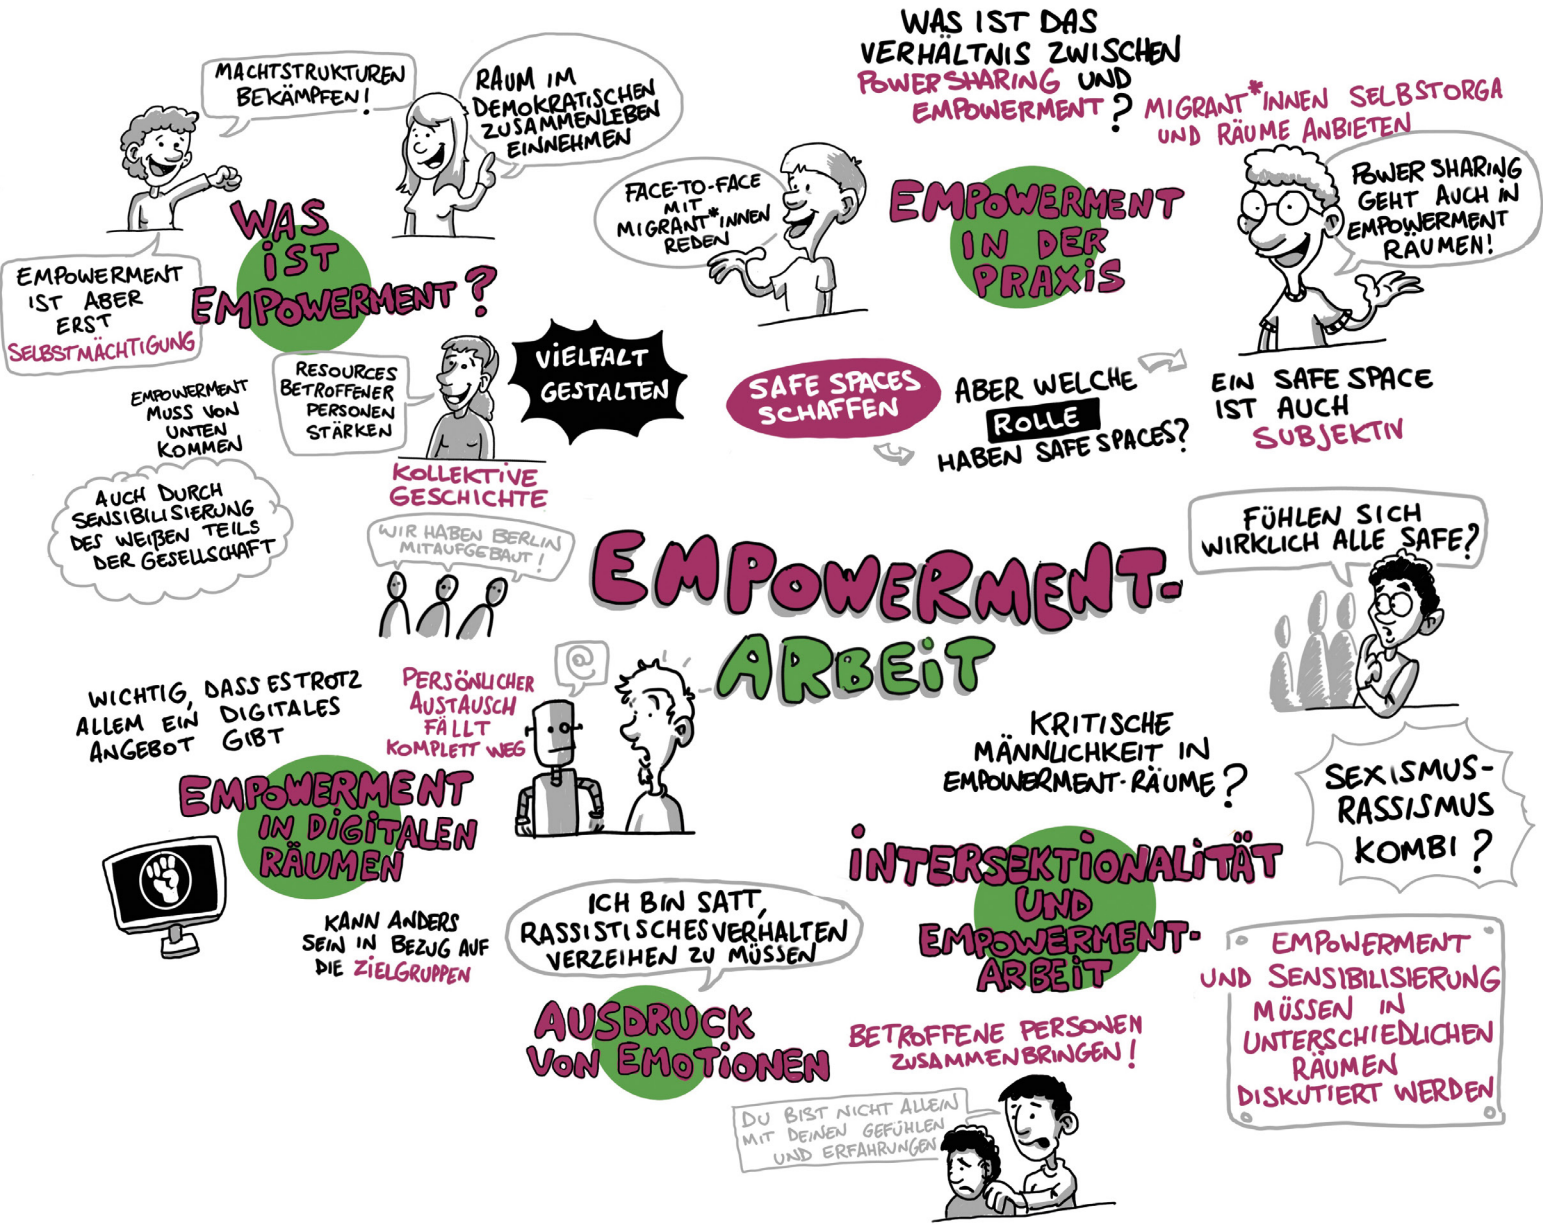 MACHTSTRUKTUREN
BEKÄMPFEN!
RAUM IM
DEMOKRATISCHEN
ZUSAMMENLEBEN
EINNEHMEN
WAS
IST
EMPOWERMENT?
EMPOWERMENT
IST ABER
ERST
SELBSTMÄCHTIGUNG
EMPOWERMENT
MUSS VON
UNTEN
KOMMEN
RESOURCES
BETROFFENER
PERSONEN
STÄRKEN
VIELFALT
GESTALTEN
AUCH DURCH
SENSIBILISIERUNG
DES WEIßEN TEILS
DER GESELLSCHAFT
KOLLEKTIVE
GESCHICHTE
WIR HABEN BERLIN
MITAUFGEBAUT!
WAS IST DAS
VERHÄLTNIS ZWISCHEN
POWERSHARING UND
EMPOWERMENT?
MIGRANT*INNEN SELBSTORGA
UND RÄUME ANBIETEN
FACE-TO-FACE
MIT
MIGRANT*INNEN
REDEN
EMPOWERMENT
IN DER
PRAXIS
POWER SHARING
GEHT AUCH IN
EMPOWERMENT
RÄUMEN!
SAFE SPACES
SCHAFFEN
ABER WELCHE
ROLLE
HABEN SAFE SPACES?
EIN SAFE SPACE
IST AUCH
SUBJEKTIV
FÜHLEN SICH
WIRKLICH ALLE SAFE?
EMPOWERMENT-
ARBEIT
WICHTIG, DASS ES TROTZ
ALLEM EIN DIGITALES
ANGEBOT GIBT
PERSÖNLICHER
AUSTAUSCH
FÄLLT
KOMPLETT WEG
@
EMPOWERMENT
IN DIGITALEN
RÄUMEN
KANN ANDERS
SEIN IN BEZUG AUF
DIE ZIELGRUPPEN
ICH BIN SATT,
RASSISTISCHES VERHALTEN
VERZEIHEN ZU MÜSSEN
AUSDRUCK
VON EMOTIONEN
KRITISCHE
MÄNNLICHKEIT IN
EMPOWERMENT-RÄUME?
SEXISMUS-
RASSISMUS
KOMBI?
INTERSEKTIONALITÄT
UND
EMPOWERMENT-
ARBEIT
EMPOWERMENT
UND SENSIBILISIERUNG
MÜSSEN IN
UNTERSCHIEDLICHEN
RÄUMEN
DISKUTIERT WERDEN
BETROFFENE PERSONEN
ZUSAMMENBRINGEN!
DU BIST NICHT ALLEIN
MIT DEINEN GEFÜHLEN
UND ERFAHRUNGEN